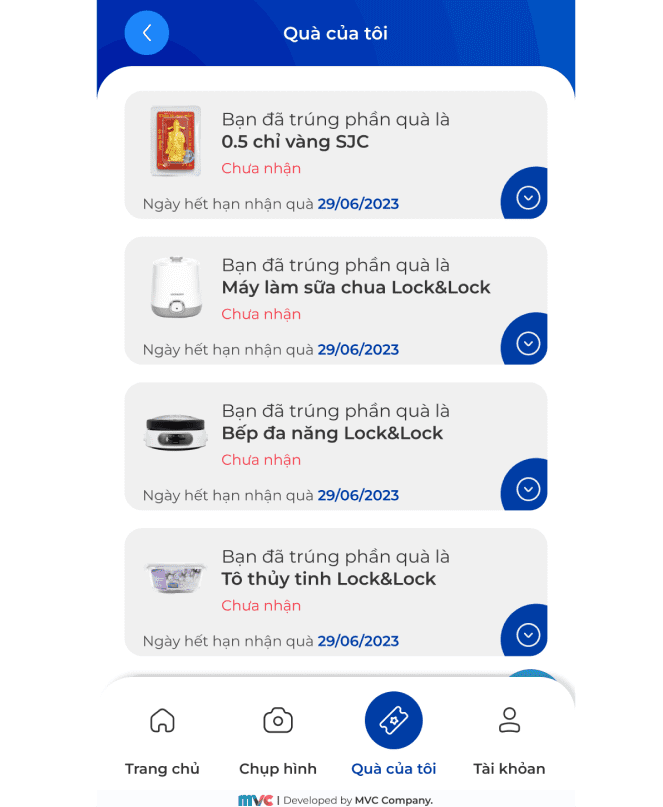 Quà của tôi
Bạn đã trúng phần quà là
0.5 chỉ vàng SJC
Chưa nhận
Ngày hết hạn nhận quà 29/06/2023
Bạn đã trúng phần quà là
Máy làm sữa chua Lock&Lock
Chưa nhận
Ngày hết hạn nhận quà 29/06/2023
Bạn đã trúng phần quà là
Bếp đa năng Lock&Lock
Chưa nhận
Ngày hết hạn nhận quà 29/06/2023
Bạn đã trúng phần quà là
Tô thủy tinh Lock&Lock
Chưa nhận
Ngày hết hạn nhận quà 29/06/2023
Trang chủ
Chụp hình
Quà của tôi
Tài khỏan
MVC | Developed by MVC Company.